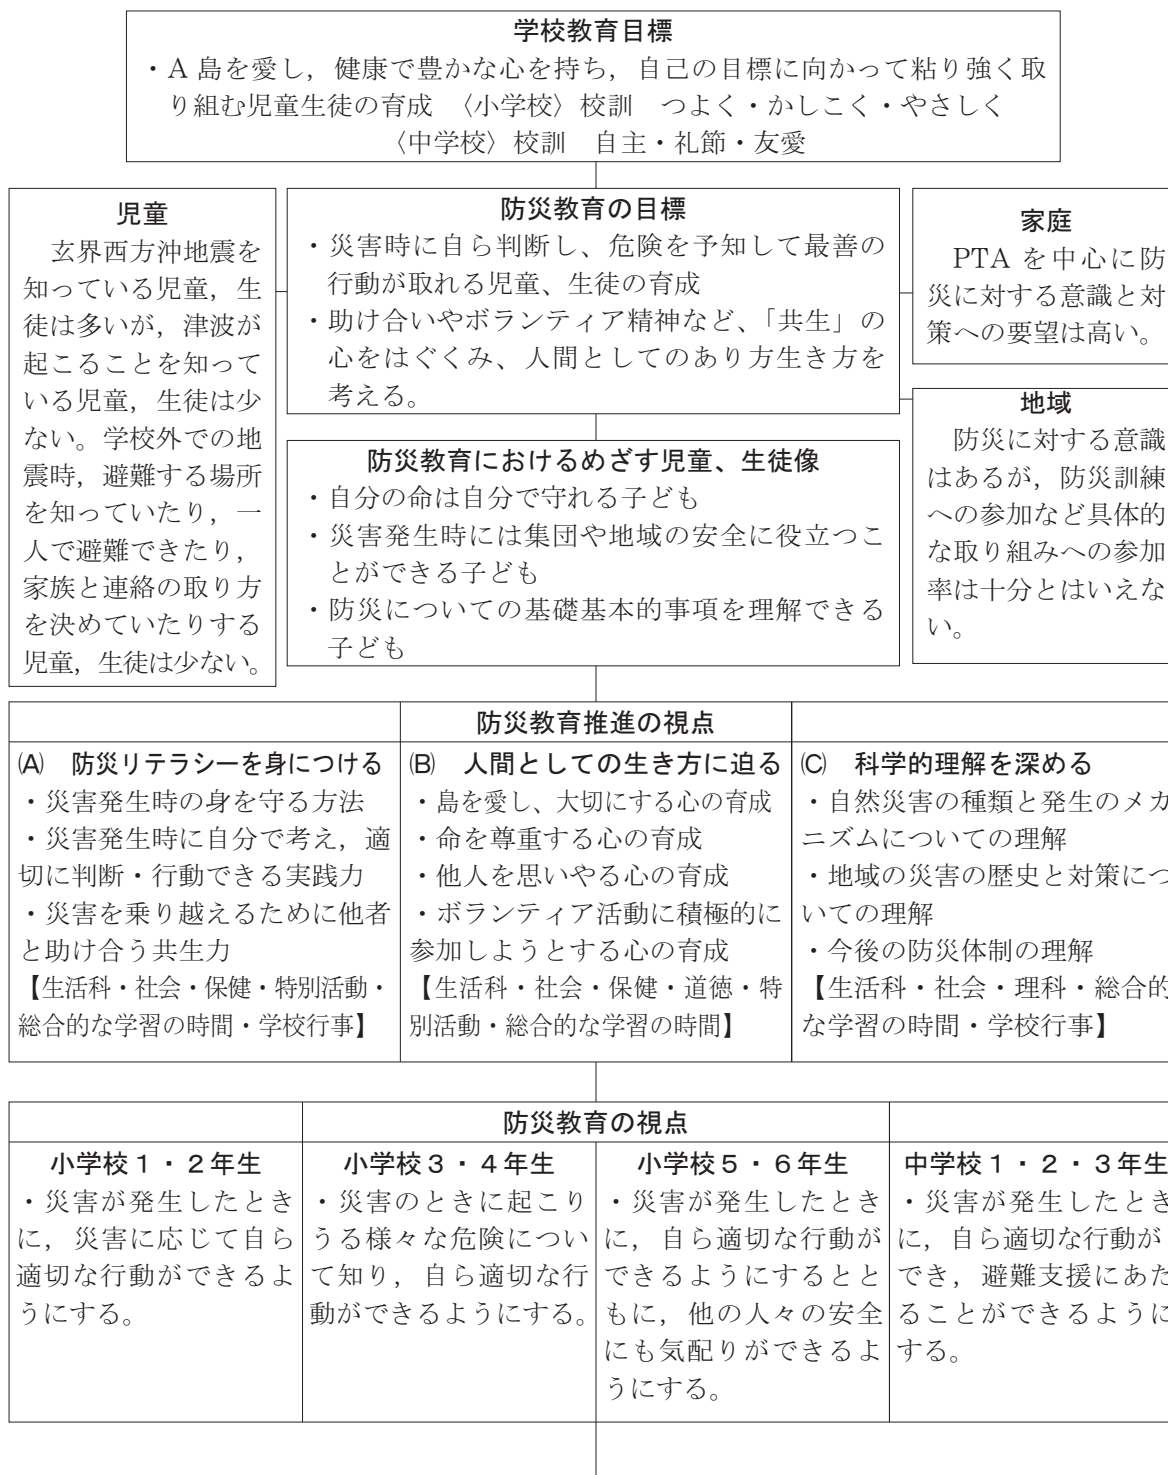 学校教育目標
・A 島を愛し，健康で豊かな心を持ち，自己の目標に向かって粘り強く取
り組む児童生徒の育成 〈小学校〉校訓　つよく・かしこく・やさしく
〈中学校〉校訓　自主・礼節・友愛
児童
玄界西方沖地震を
知っている児童，生
徒は多いが，津波が
起こることを知って
いる児童，生徒は少
ない。学校外での地
震時，避難する場所
を知っていたり，一
人で避難できたり，
家族と連絡の取り方
を決めていたりする
児童，生徒は少ない。
防災教育の目標
・災害時に自ら判断し、危険を予知して最善の
行動が取れる児童、生徒の育成
・助け合いやボランティア精神など、「共生」の
心をはぐくみ、人間としてのあり方生き方を
考える。
家庭
PTA を中心に防
災に対する意識と対
策への要望は高い。
地域
防災に対する意識
はあるが，防災訓練
への参加など具体的
な取り組みへの参加
率は十分とはいえな
い。
防災教育におけるめざす児童、生徒像
・自分の命は自分で守れる子ども
・災害発生時には集団や地域の安全に役立つこ
とができる子ども
・防災についての基礎基本的事項を理解できる
子ども
防災教育推進の視点
(A)　防災リテラシーを身につける
・災害発生時の身を守る方法
・災害発生時に自分で考え，適
切に判断・行動できる実践力
・災害を乗り越えるために他者
と助け合う共生力
【生活科・社会・保健・特別活動・
総合的な学習の時間・学校行事】
(B)　人間としての生き方に迫る
・島を愛し、大切にする心の育成
・命を尊重する心の育成
・他人を思いやる心の育成
・ボランティア活動に積極的に
参加しようとする心の育成
【生活科・社会・保健・道徳・特
別活動・総合的な学習の時間】
(C)　科学的理解を深める
・自然災害の種類と発生のメカ
ニズムについての理解
・地域の災害の歴史と対策につ
いての理解
・今後の防災体制の理解
【生活科・社会・理科・総合的
な学習の時間・学校行事】
防災教育の視点
小学校１・２年生
・災害が発生したとき
に，災害に応じて自ら
適切な行動ができるよ
うにする。
小学校３・４年生
・災害のときに起こり
うる様々な危険につい
て知り，自ら適切な行
動ができるようにする。
小学校５・６年生
・災害が発生したとき
に，自ら適切な行動が
できるようにするとと
もに，他の人々の安全
にも気配りができるよ
うにする。
中学校１・２・３年生
・災害が発生したとき
に，自ら適切な行動が
でき，避難支援にあた
ることができるように
する。